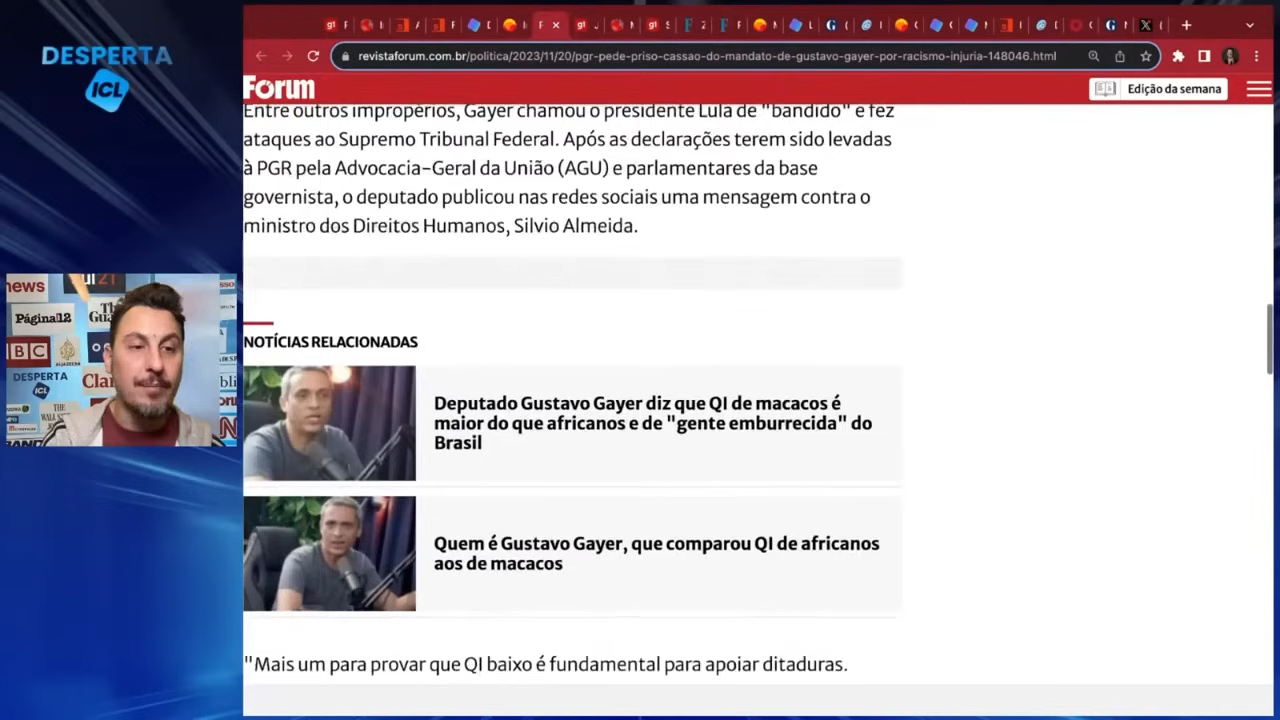 DESPERTA
ICL
revistaforum.com.br/politica/2023/11/20/pgr-pede-priso-cassao-do-mandato-de-gustavo-gayer-por-racismo-injuria-148046.html
Forum
Edição da semana
Entre outros impropérios, Gayer chamou o presidente Lula de "bandido" e fez
ataques ao Supremo Tribunal Federal. Após as declarações terem sido levadas
à PGR pela Advocacia-Geral da União (AGU) e parlamentares da base
governista, o deputado publicou nas redes sociais uma mensagem contra o
ministro dos Direitos Humanos, Silvio Almeida.
NOTÍCIAS RELACIONADAS
Deputado Gustavo Gayer diz que QI de macacos é
maior do que africanos e de "gente emburrecida" do
Brasil
Quem é Gustavo Gayer, que comparou QI de africanos
aos de macacos
"Mais um para provar que QI baixo é fundamental para apoiar ditaduras.
news
Página12
BBC
DESPERTA
ICL